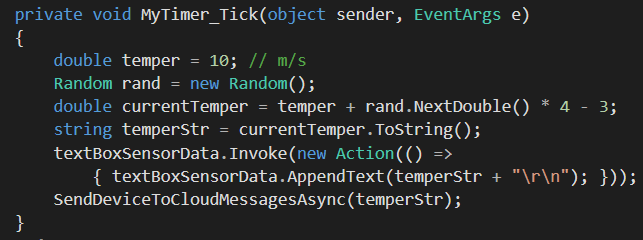 private void MyTimer_Tick(object sender, EventArgs e)
{
    double temper = 10; // m/s
    Random rand = new Random();
    double currentTemper = temper + rand.NextDouble() * 4 - 3;
    string temperStr = currentTemper.ToString();
    textBoxSensorData.Invoke(new Action(() =>
        { textBoxSensorData.AppendText(temperStr + "\r\n"); }));
    SendDeviceToCloudMessagesAsync(temperStr);
}